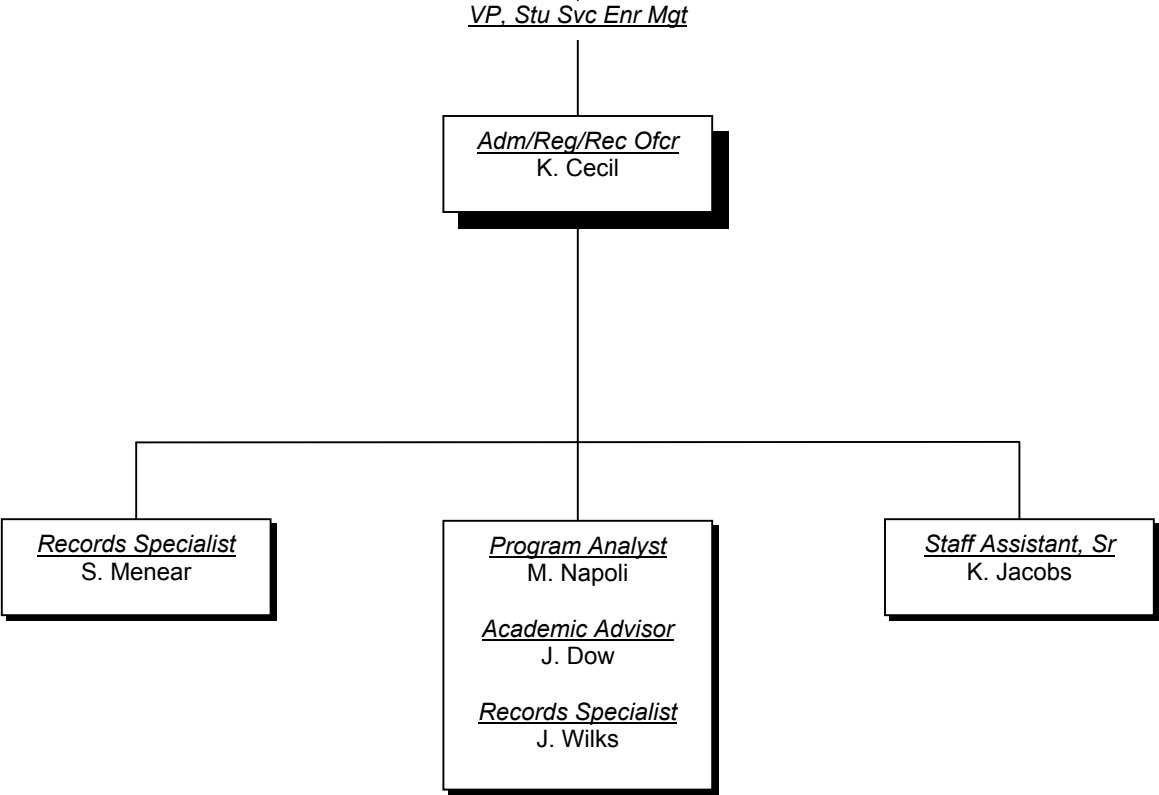 VP, Stu Svc Enr Mgt
Adm/Reg/Rec Ofcr
K. Cecil
Records Specialist
S. Menear
Program Analyst
M. Napoli
Academic Advisor
J. Dow
Records Specialist
J. Wilks
Staff Assistant, Sr
K. Jacobs